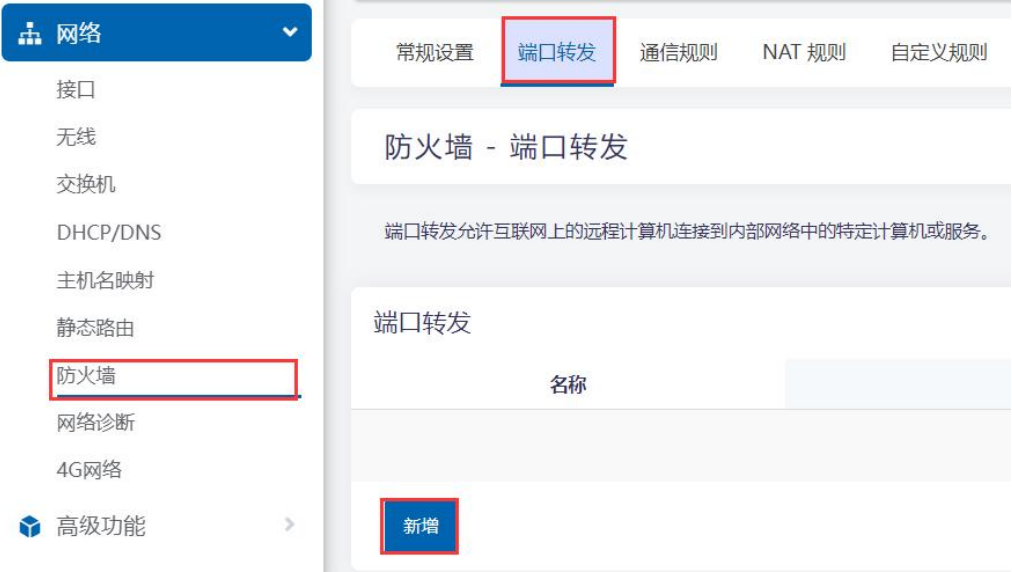 网络
接口
无线
交换机
DHCP/DNS
主机名映射
静态路由
防火墙
网络诊断
4G网络
高级功能
常规设置 端口转发 通信规则 NAT 规则 自定义规则
防火墙 - 端口转发
端口转发允许互联网上的远程计算机连接到内部网络中的特定计算机或服务。
端口转发
名称
新增